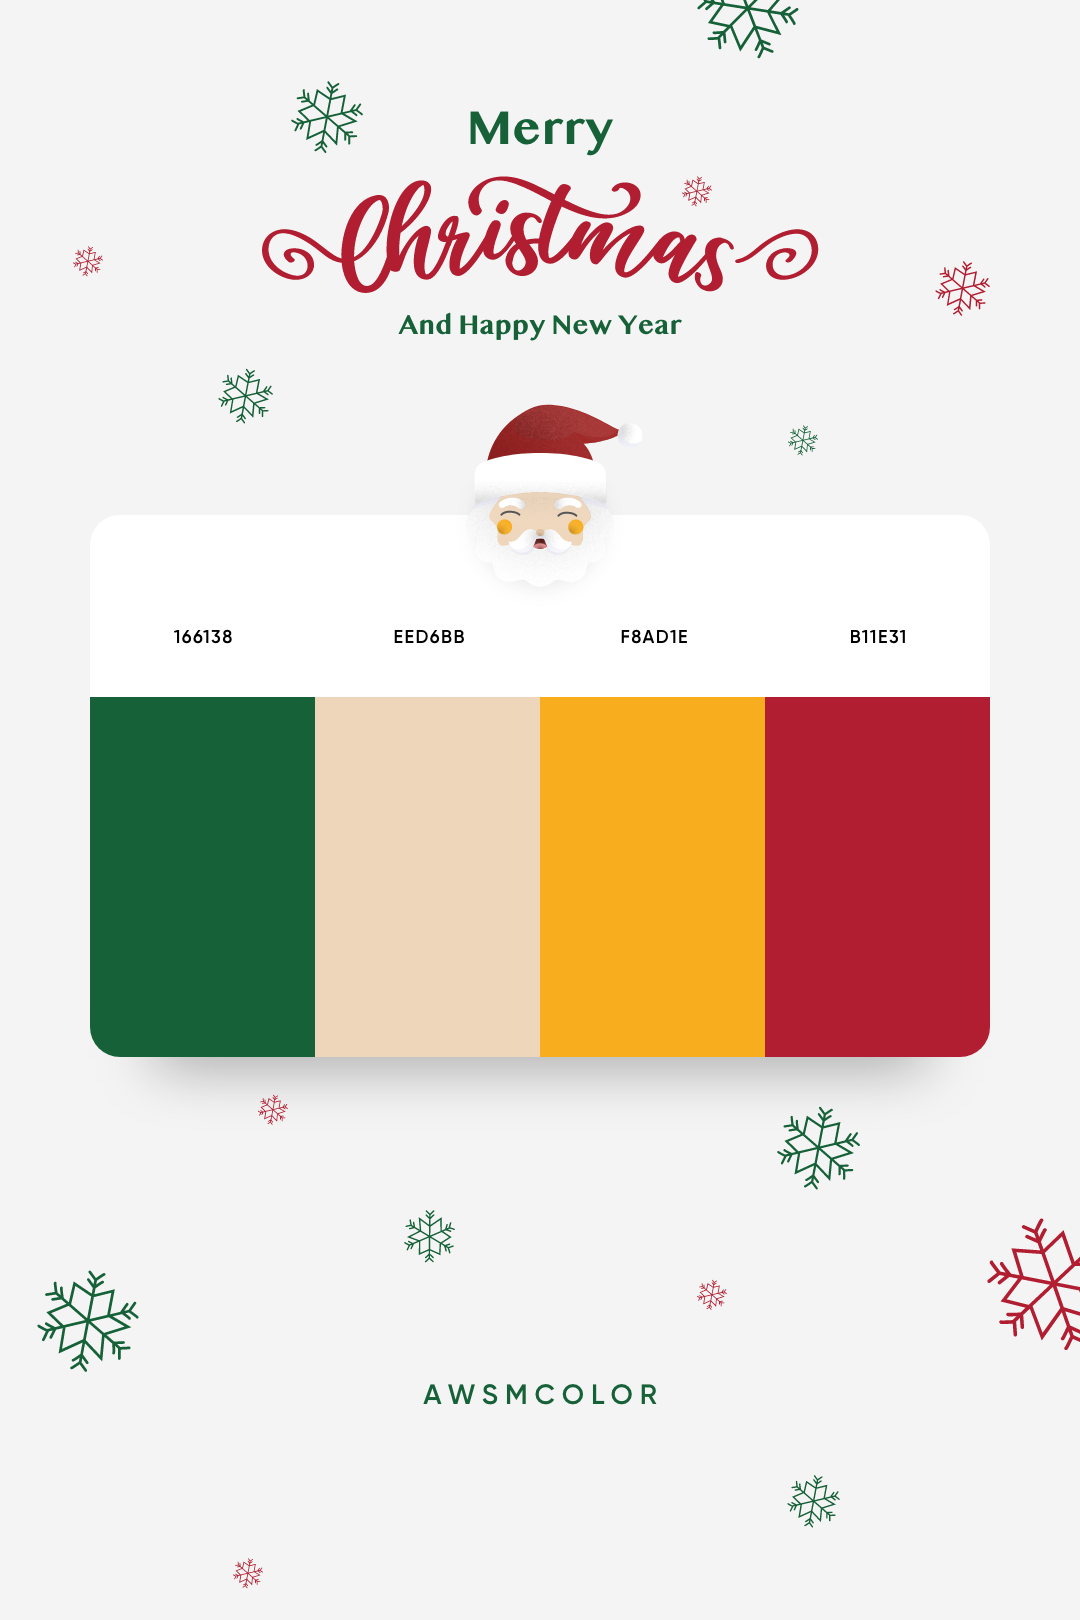 Merry
Christmas
And Happy New Year
166138 EED6BB F8AD1E B11E31
AWSMCOLOR